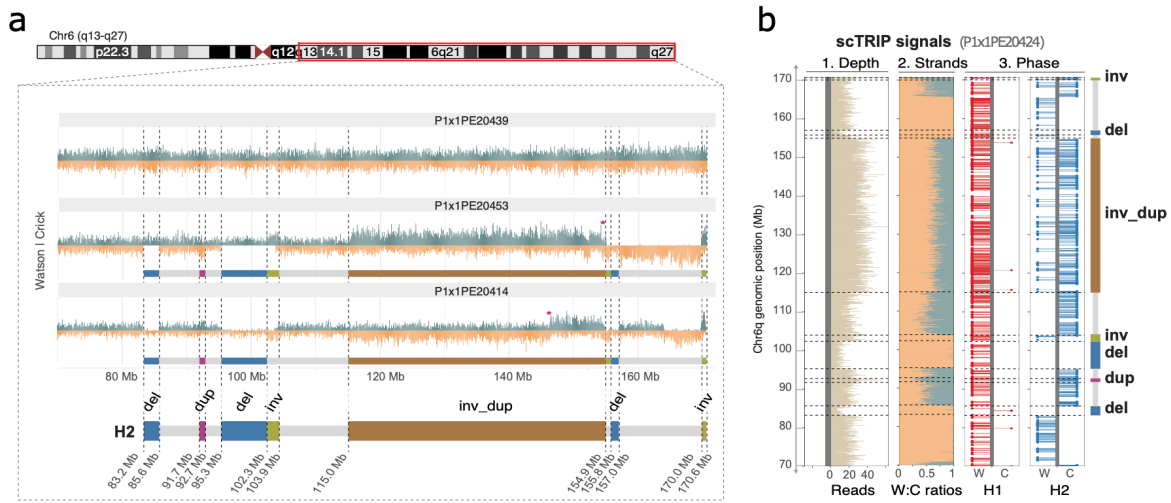 a
Chr6 (q13-q27)
p22.3
q12
q13
14.1
15
6q21
q27
P1x1PE20439
P1x1PE20453
*
P1x1PE20414
*
Watson | Crick
80 Mb
100 Mb
120 Mb
140 Mb
160 Mb
del
dup
del
inv
inv_dup
del
inv
H2
83.2 Mb
85.6 Mb
91.7 Mb
92.7 Mb
95.3 Mb
102.3 Mb
103.9 Mb
115.0 Mb
154.9 Mb
155.8 Mb
157.0 Mb
170.0 Mb
170.6 Mb
b
scTRIP signals (P1x1PE20424)
1. Depth
2. Strands
3. Phase
Chr6q genomic position (Mb)
170
160
150
140
130
120
110
100
90
80
70
inv
del
inv_dup
inv
del
dup
del
0 20 40
0 0.5 1
W C
W C
Reads
W:C ratios
H1
H2